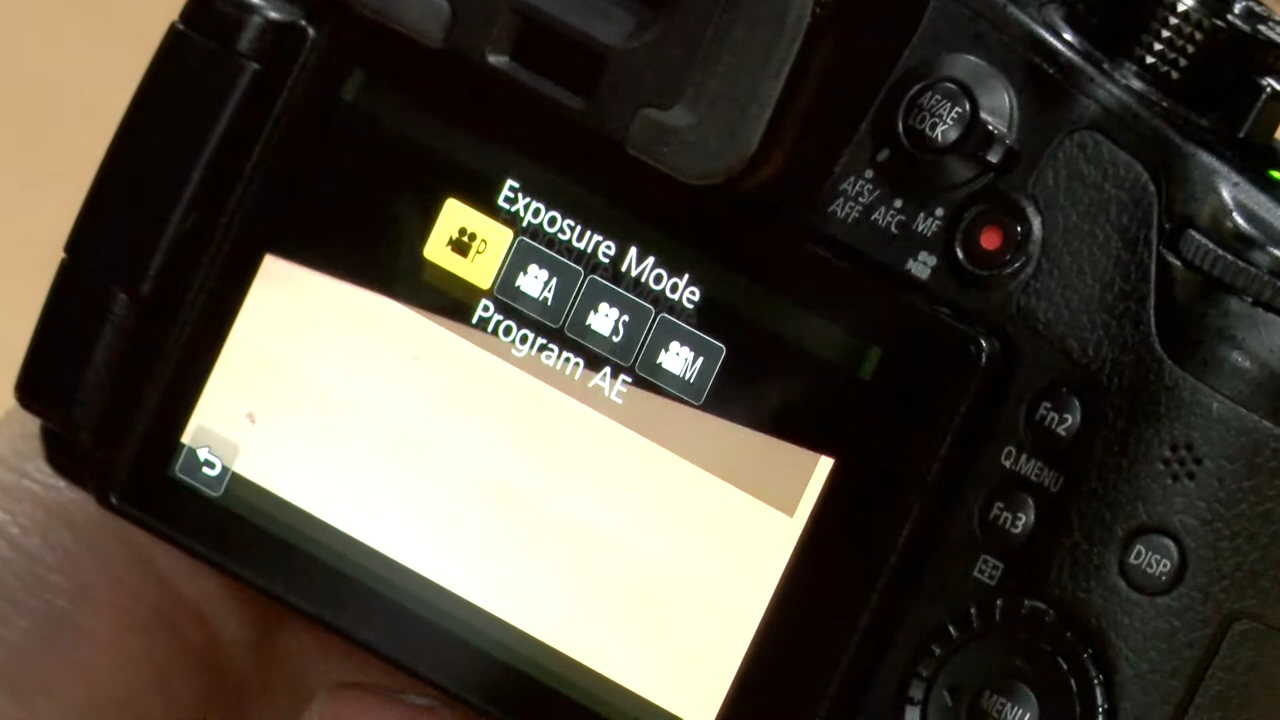 AF/AE
LOCK
AFS/
AFF
AFC
MF
Exposure Mode
P
A
S
M
Program AE
Fn2
Q.MENU
Fn3
DISP.
MENU